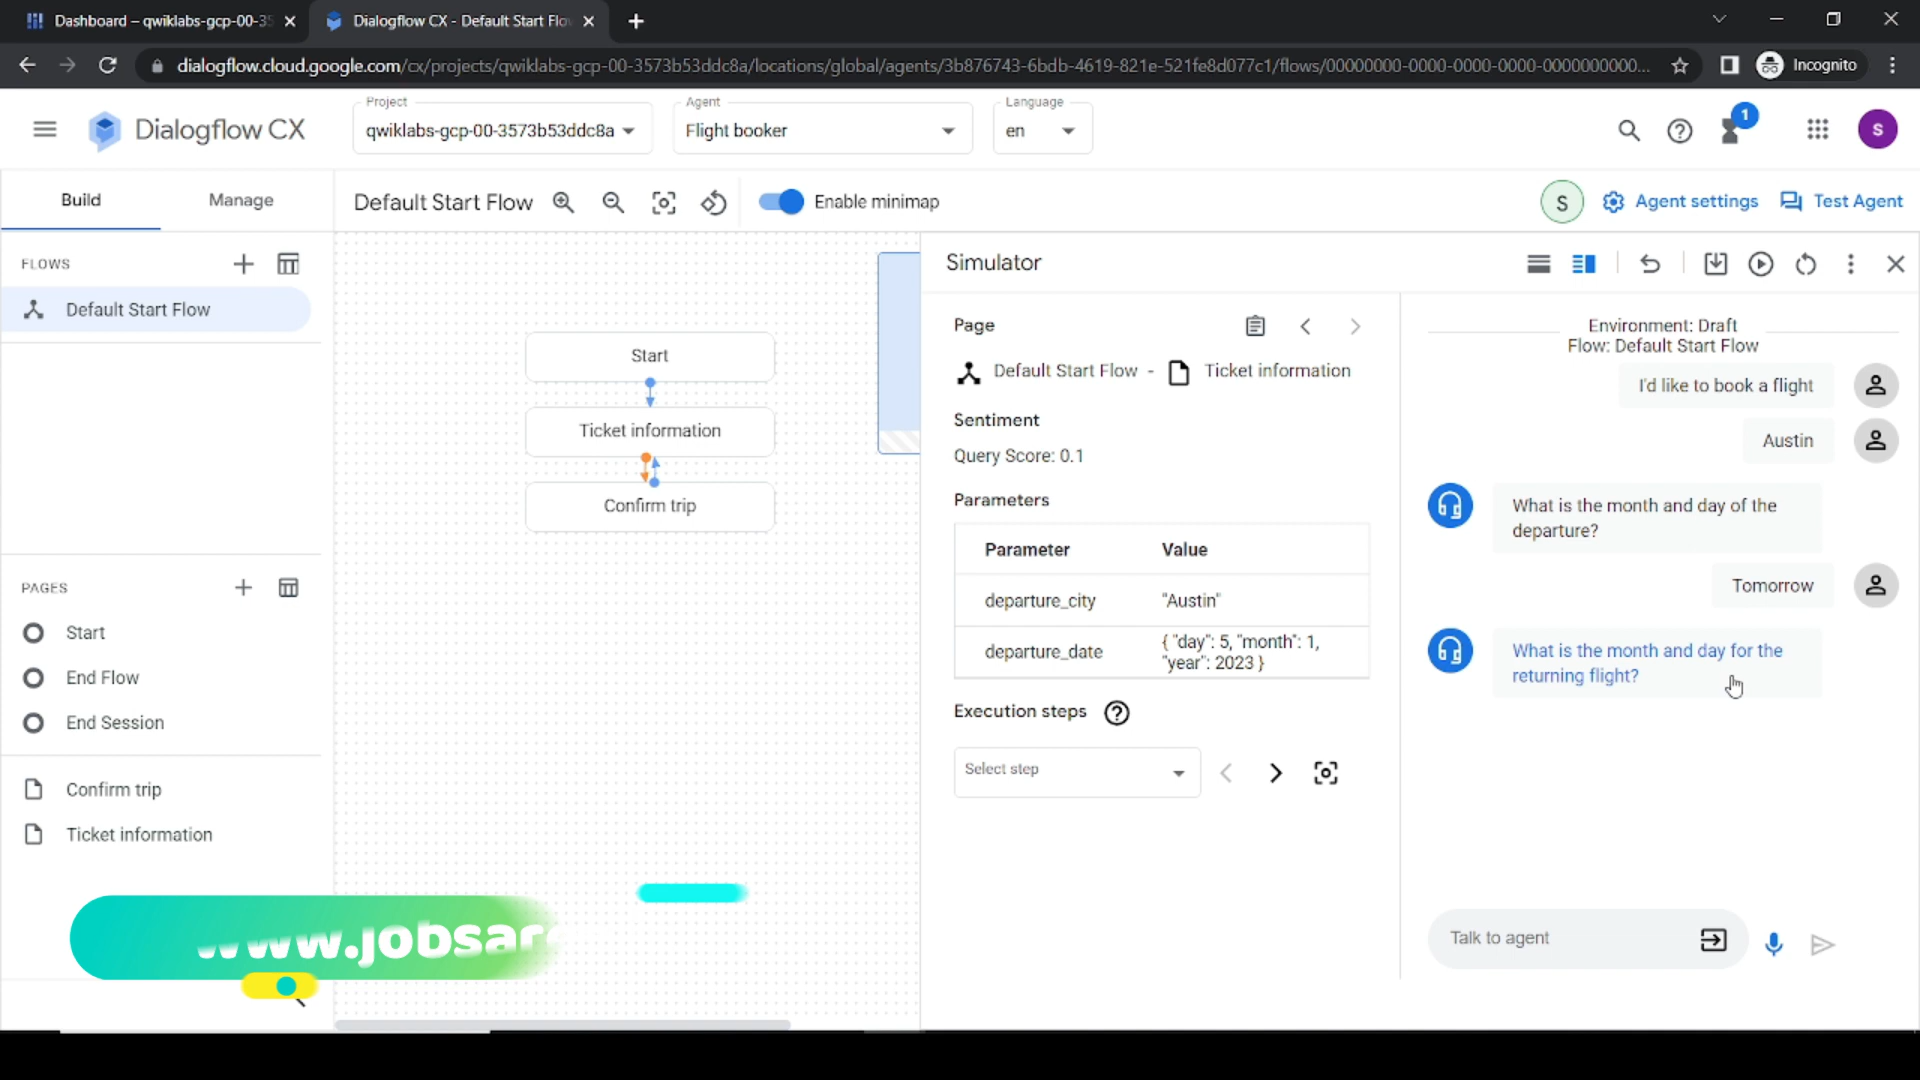 Dashboard – qwiklabs-gcp-00-35
Dialogflow CX - Default Start Flo
dialogflow.cloud.google.com/cx/projects/qwiklabs-gcp-00-3573b53ddc8a/locations/global/agents/3b876743-6bdb-4619-821e-521fe8d077c1/flows/00000000-0000-0000-0000-0000000000...
Incognito
Dialogflow CX
Project
qwiklabs-gcp-00-3573b53ddc8a
Agent
Flight booker
Language
en
1
S
Build
Manage
Default Start Flow
Enable minimap
S
Agent settings
Test Agent
FLOWS
Default Start Flow
PAGES
Start
End Flow
End Session
Confirm trip
Ticket information
Start
Ticket information
Confirm trip
Simulator
Page
Default Start Flow - Ticket information
Sentiment
Query Score: 0.1
Parameters
Parameter Value
departure_city "Austin"
departure_date { "day": 5, "month": 1,
"year": 2023 }
Execution steps
Select step
Environment: Draft
Flow: Default Start Flow
I'd like to book a flight
Austin
What is the month and day of the
departure?
Tomorrow
What is the month and day for the
returning flight?
Talk to agent
www.jobsar